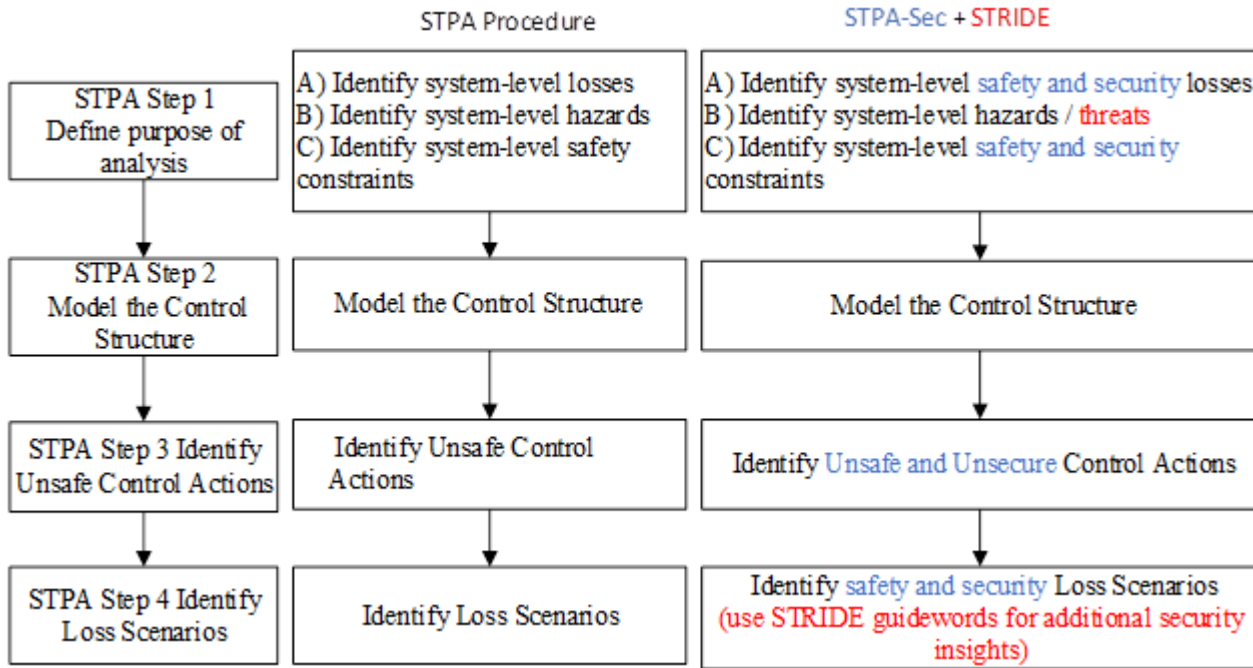 STPA Procedure
STPA-Sec + STRIDE
STPA Step 1
Define purpose of
analysis
A) Identify system-level losses
B) Identify system-level hazards
C) Identify system-level safety
constraints
A) Identify system-level safety and security losses
B) Identify system-level hazards / threats
C) Identify system-level safety and security
constraints
STPA Step 2
Model the Control
Structure
Model the Control Structure
Model the Control Structure
STPA Step 3 Identify
Unsafe Control Actions
Identify Unsafe Control
Actions
Identify Unsafe and Unsecure Control Actions
STPA Step 4 Identify
Loss Scenarios
Identify Loss Scenarios
Identify safety and security Loss Scenarios
(use STRIDE guidewords for additional security
insights)